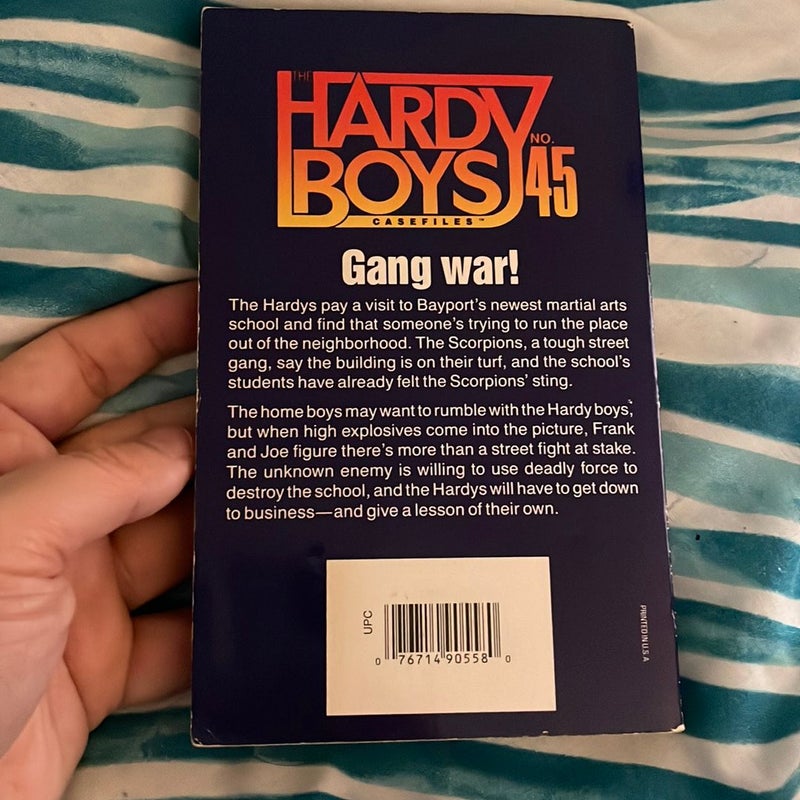 THE
HARDY
BOYS
NO.
45
CASEFILES™
Gang war!
The Hardys pay a visit to Bayport's newest martial arts
school and find that someone's trying to run the place
out of the neighborhood. The Scorpions, a tough street
gang, say the building is on their turf, and the school's
students have already felt the Scorpions' sting.
The home boys may want to rumble with the Hardy boys,
but when high explosives come into the picture, Frank
and Joe figure there's more than a street fight at stake.
The unknown enemy is willing to use deadly force to
destroy the school, and the Hardys will have to get down
to business—and give a lesson of their own.
UPC
0 76714 90558 0
PRINTED IN U.S.A